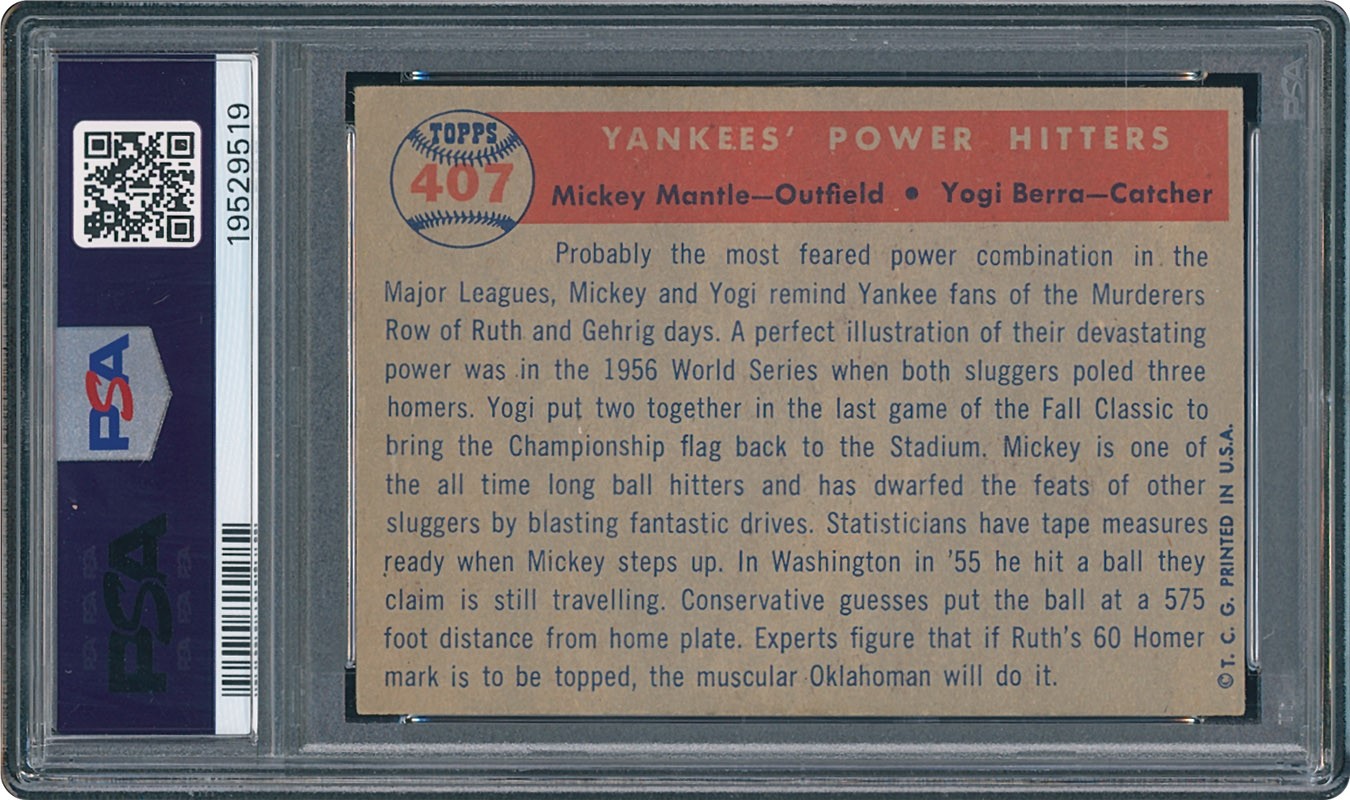 19529519
PSA
PSA
TOPPS
407
YANKEES' POWER HITTERS
Mickey Mantle—Outfield • Yogi Berra—Catcher
Probably the most feared power combination in the
Major Leagues, Mickey and Yogi remind Yankee fans of the Murderers
Row of Ruth and Gehrig days. A perfect illustration of their devastating
power was in the 1956 World Series when both sluggers poled three
homers. Yogi put two together in the last game of the Fall Classic to
bring the Championship flag back to the Stadium. Mickey is one of
the all time long ball hitters and has dwarfed the feats of other
sluggers by blasting fantastic drives. Statisticians have tape measures
ready when Mickey steps up. In Washington in '55 he hit a ball they
claim is still travelling. Conservative guesses put the ball at a 575
foot distance from home plate. Experts figure that if Ruth's 60 Homer
mark is to be topped, the muscular Oklahoman will do it.
© T. C. G. PRINTED IN U.S.A.
PSA